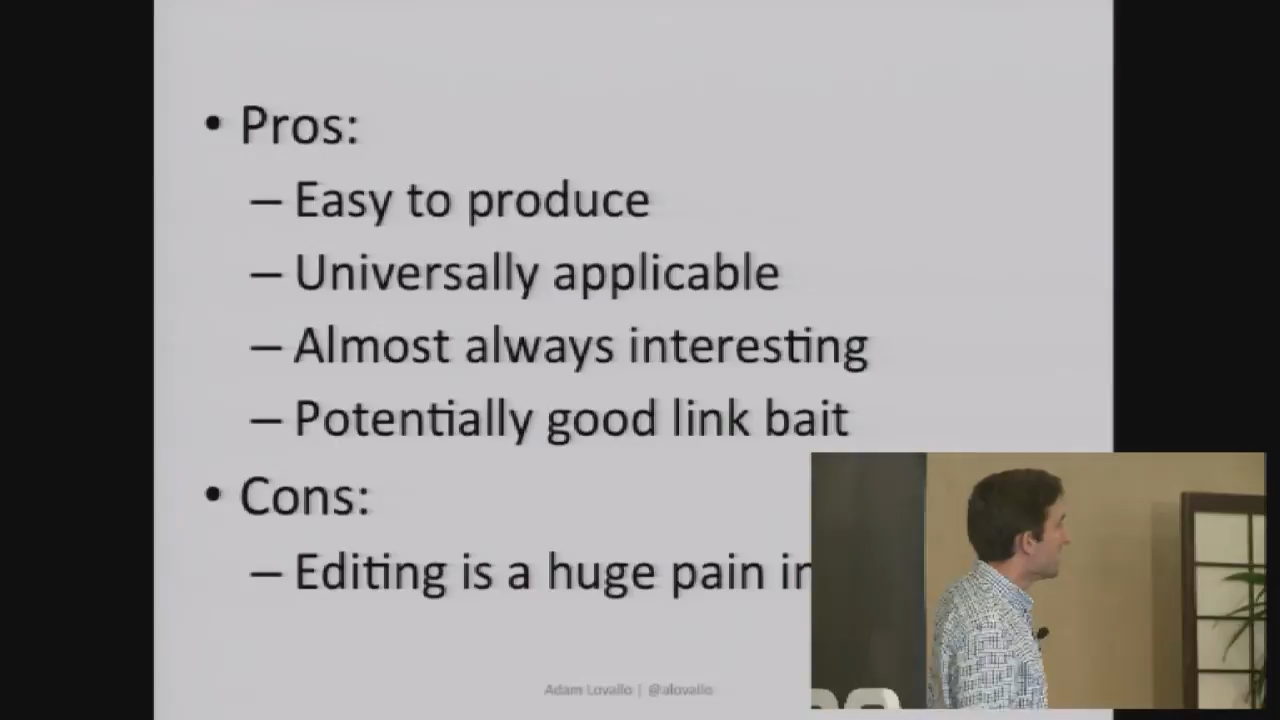 • Pros:
– Easy to produce
– Universally applicable
– Almost always interesting
– Potentially good link bait
• Cons:
– Editing is a huge pain in
Adam Lovallo | @alovallo